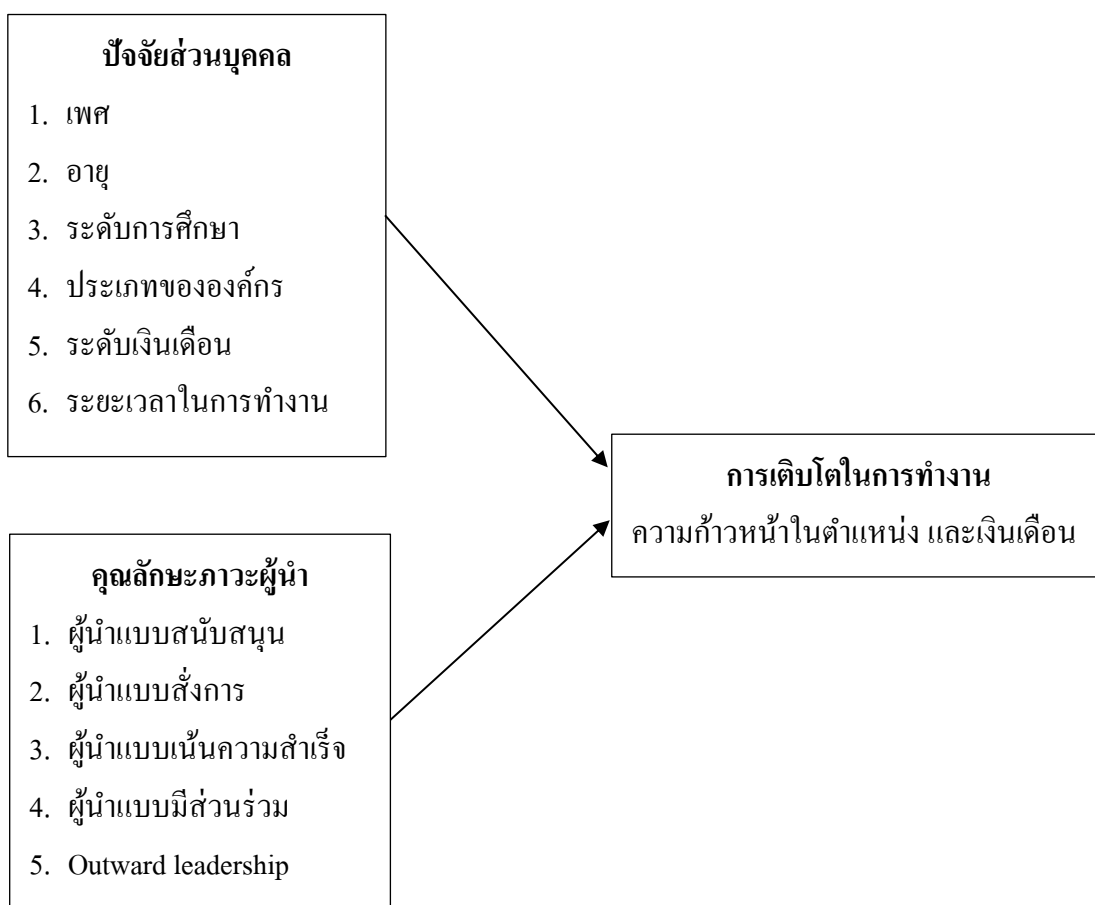 ปัจจัยส่วนบุคคล
1. เพศ
2. อายุ
3. ระดับการศึกษา
4. ประเภทขององค์กร
5. ระดับเงินเดือน
6. ระยะเวลาในการทำงาน
การเติบโตในการทำงาน
ความก้าวหน้าในตำแหน่ง และเงินเดือน
คุณลักษะภาวะผู้นำ
1. ผู้นำแบบสนับสนุน
2. ผู้นำแบบสั่งการ
3. ผู้นำแบบเน้นความสำเร็จ
4. ผู้นำแบบมีส่วนร่วม
5. Outward leadership